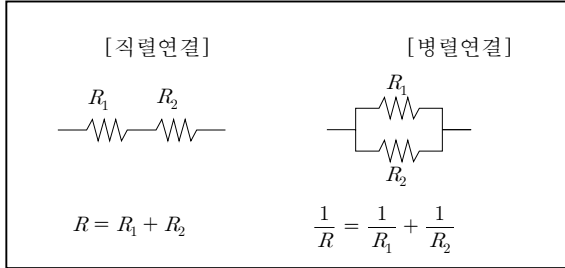 [직렬연결]
R₁ R₂
R = R₁ + R₂
[병렬연결]
R₁
R₂
1/R = 1/R₁ + 1/R₂